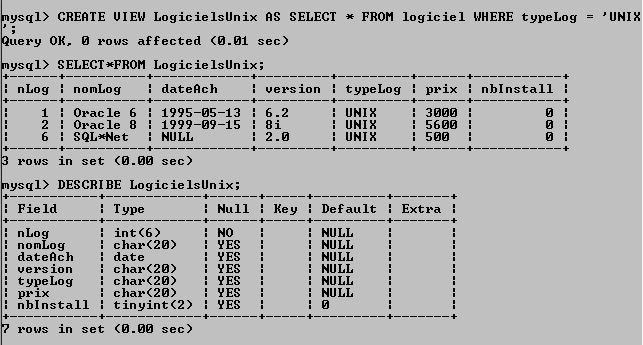 mysql> CREATE VIEW LogicielsUnix AS SELECT * FROM logiciel WHERE typeLog = 'UNIX
';
Query OK, 0 rows affected (0.01 sec)
mysql> SELECT*FROM LogicielsUnix;
+------+----------+------------+---------+---------+------+-----------+
| nLog | nomLog | dateAch | version | typeLog | prix | nbInstall |
+------+----------+------------+---------+---------+------+-----------+
| 1 | Oracle 6 | 1995-05-13 | 6.2 | UNIX | 3000 | 0 |
| 2 | Oracle 8 | 1999-09-15 | 8i | UNIX | 5600 | 0 |
| 6 | SQL*Net | NULL | 2.0 | UNIX | 500 | 0 |
+------+----------+------------+---------+---------+------+-----------+
3 rows in set (0.00 sec)
mysql> DESCRIBE LogicielsUnix;
+-----------+------------+------+-----+---------+-------+
| Field | Type | Null | Key | Default | Extra |
+-----------+------------+------+-----+---------+-------+
| nLog | int(6) | NO | | NULL | |
| nomLog | char(20) | YES | | NULL | |
| dateAch | date | YES | | NULL | |
| version | char(20) | YES | | NULL | |
| typeLog | char(20) | YES | | NULL | |
| prix | char(20) | YES | | NULL | |
| nbInstall | tinyint(2) | YES | | 0 | |
+-----------+------------+------+-----+---------+-------+
7 rows in set (0.00 sec)